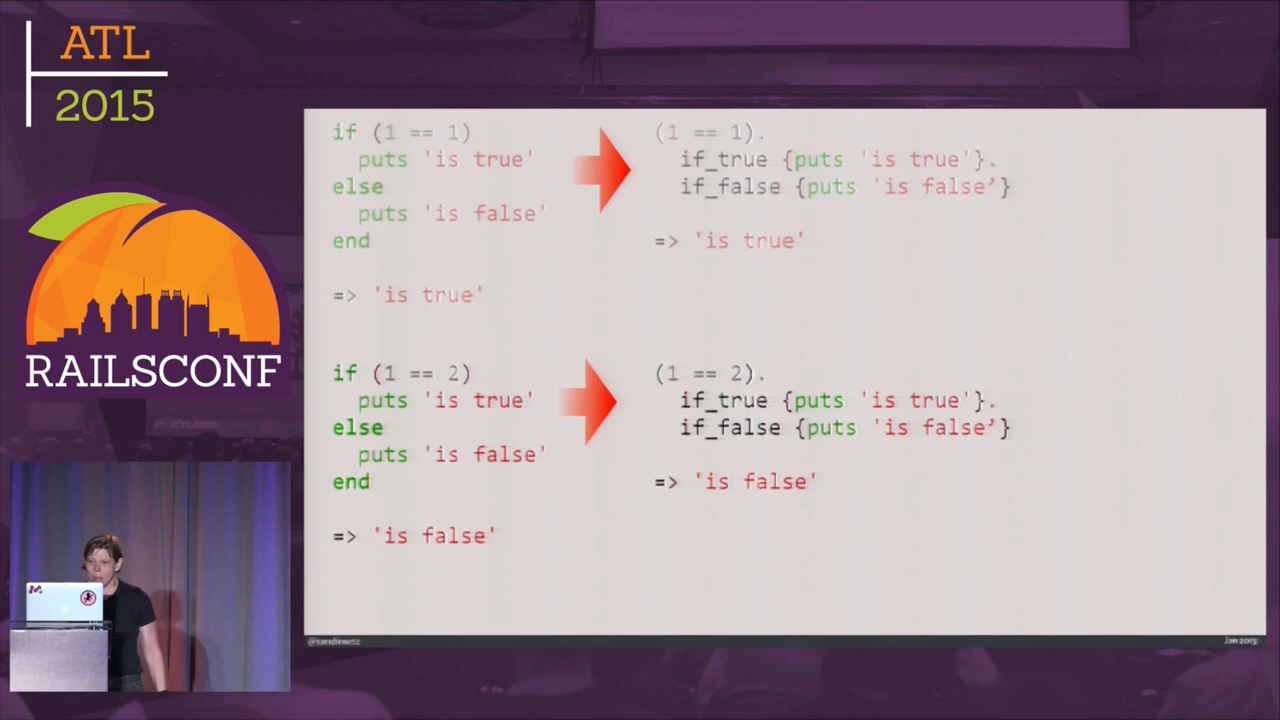 ATL
2015
RAILSCONF
if (1 == 1)
  puts 'is true'
else
  puts 'is false'
end
=> 'is true'
(1 == 1).
  if_true {puts 'is true'}.
  if_false {puts 'is false’}
=> 'is true'
if (1 == 2)
  puts 'is true'
else
  puts 'is false'
end
=> 'is false'
(1 == 2).
  if_true {puts 'is true'}.
  if_false {puts 'is false’}
=> 'is false'
@sandimetz
Jan 2015